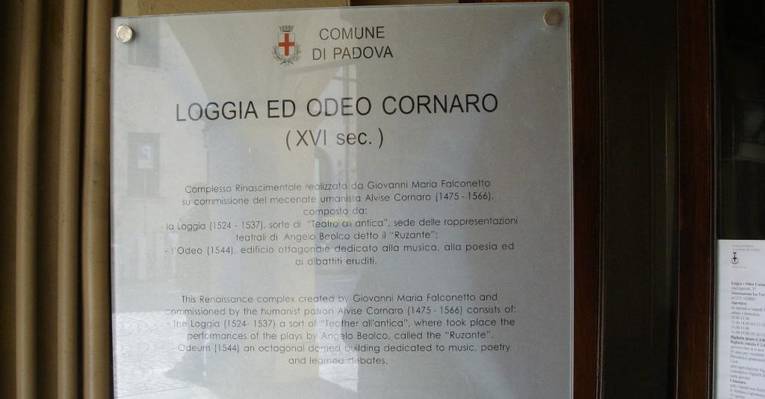 COMUNE
DI PADOVA
LOGGIA ED ODEO CORNARO
(XVI sec.)
Complesso Rinascimentale realizzato da Giovanni Maria Falconetto
su commissione del mecenate umanista Alvise Cornaro (1475 - 1566),
composto da:
- la Loggia (1524 - 1537), sorte di "Teatro all'antica", sede delle rappresentazioni
teatrali di Angelo Beolco detto il "Ruzante";
- l'Odeo (1544), edificio ottagonale dedicato alla musica, alla poesia ed
ai dibattiti eruditi.
This Renaissance complex created by Giovanni Maria Falconetto and
commissioned by the humanist patron Alvise Cornaro (1475 - 1566) consists of:
- the Loggia (1524- 1537) a sort of "Teather all'antica", where took place the
performances of the plays by Angelo Beolco, called the "Ruzante".
Odeum (1544) an octagonal domed building dedicated to music, poetry
and learned debates.